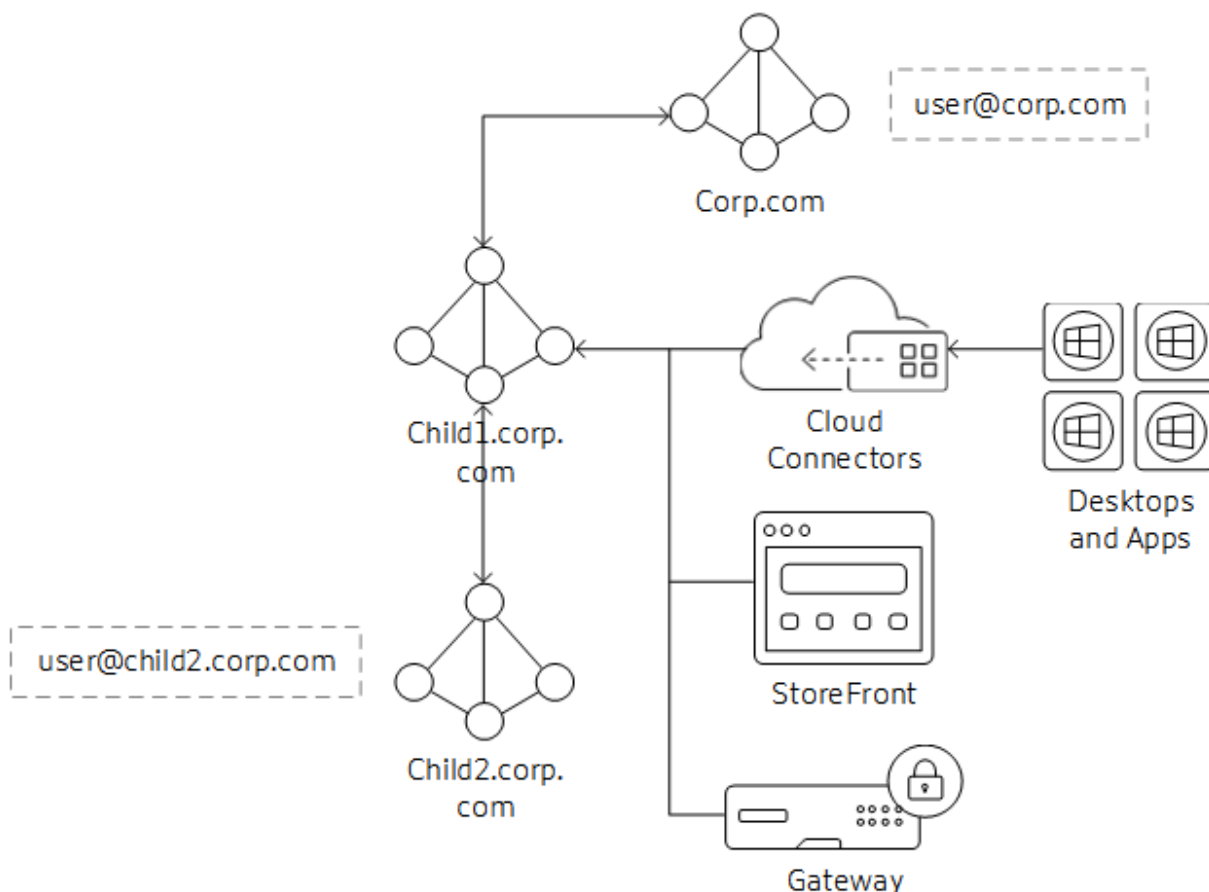 user@corp.com
Corp.com
Child1.corp.
com
Cloud
Connectors
Desktops
and Apps
user@child2.corp.com
StoreFront
Child2.corp.
com
Gateway